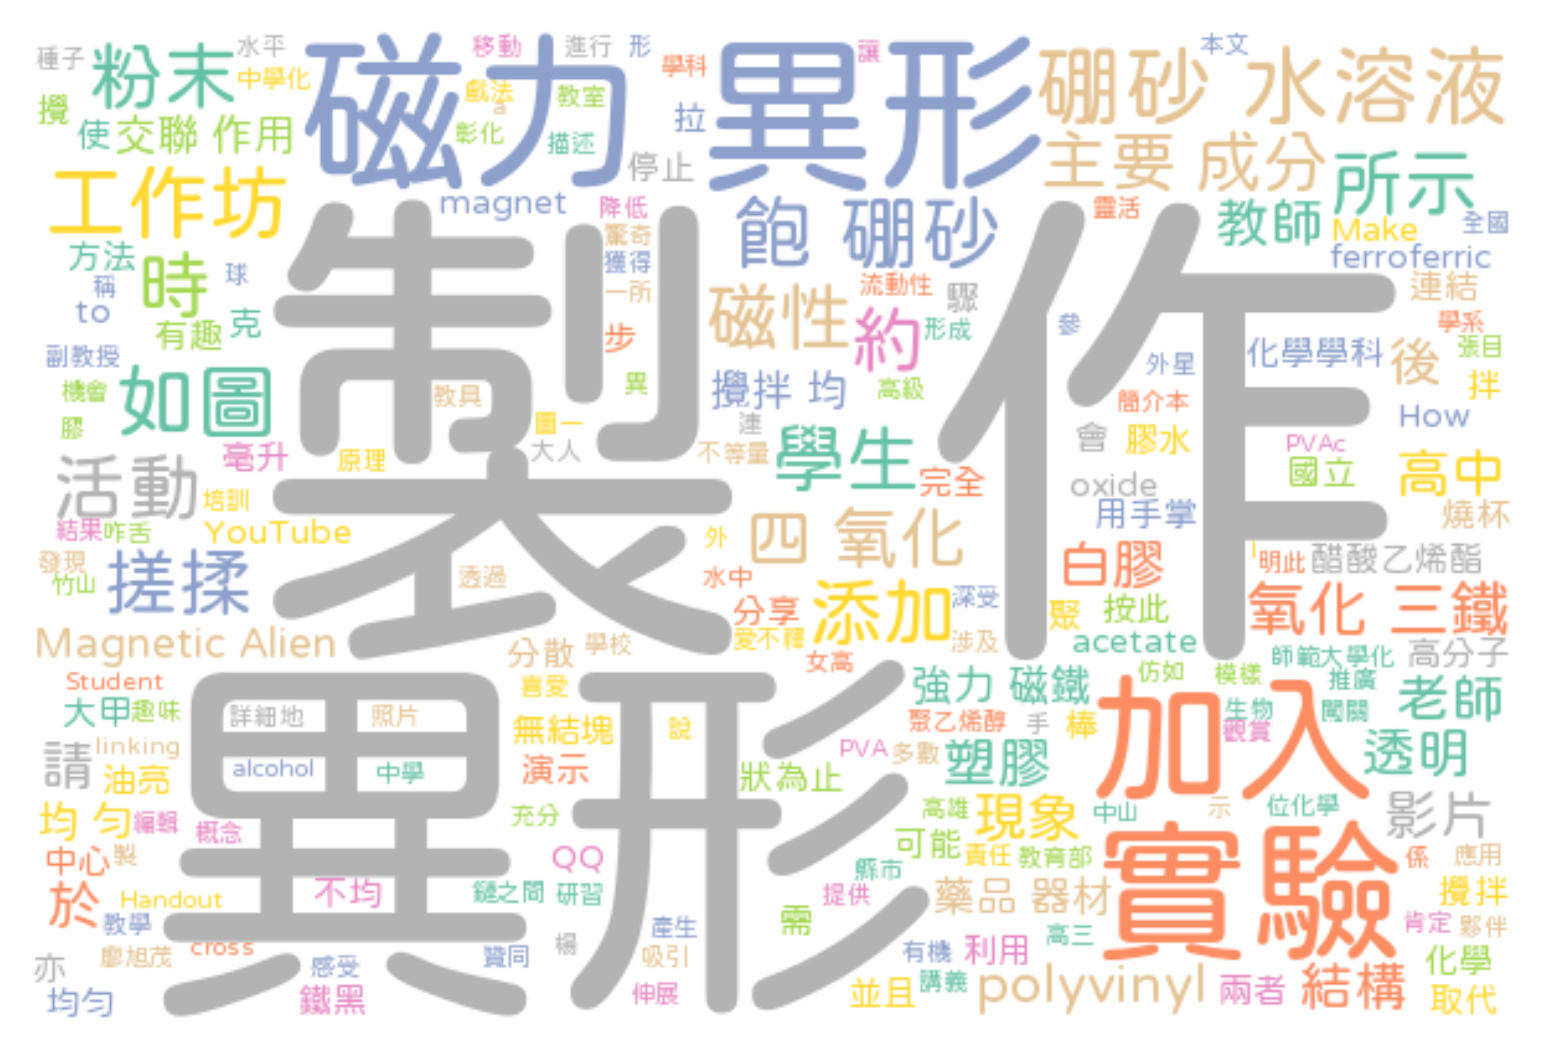 種子 粉末 水平 中學化 磁力 異形 移動 進行 形 學科 讓 硼砂 水溶液 本文
攪 使 交聯 作用 戲法 a 教室 彰化 描述 拉 停止 主要 成分 所示
工作坊 magnet 降低 飽 硼砂 靈活 教師 Make 全國
方法 時 球 稱 to 驚奇 獲得 一所 磁性 流動性 驟 ferroferric 連結
有趣 克 製作 步 約 形成 參 學系
副教授 如圖 機會 教具 異 攪拌 均 高級 外星 化學學科 後 張目 拌
膠 毫升 原理 圖一 大人 漣 不等量 學生 簡介本 會 膠水 PVAc How
活動 培訓 完全 oxide 國立 高中
結果 咋舌 YouTube 外 四 氧化 用手掌 燒杯
發現 竹山 搓揉 透過 水中 白膠 明此 醋酸乙烯酯
分享 添加 深受 聚 按此 氧化 三鐵
Magnetic Alien 分散 學校 愛不釋 涉及 acetate 師範大學化 高分子
Student 異形 喜愛 女高 強力 磁鐵 仿如 模樣 推廣 老師
大甲 趣味 詳細地 照片 無結塊 說 聚乙烯醇 手 棒 加入 生物 觀賞 闖關
請 linking 油亮 alcohol 中學 演示 狀為止 PVA 多數 塑膠 透明
均 勻 編輯 概念 充分 高雄 現象 中山 示 位化學 影片
中心 製 QQ 可能 責任 教育部 實驗 係 應用
於 Handout 不均 鏈之間 研習 縣市 提供 藥品 器材 攪拌
教學 cross 楊 產生 需 有機 利用 高三 肯定 夥伴
亦 廖旭茂 感受 贊同 吸引 講義 化學
均勻 鐵黑 伸展 並且 polyvinyl 兩者 結構 取代